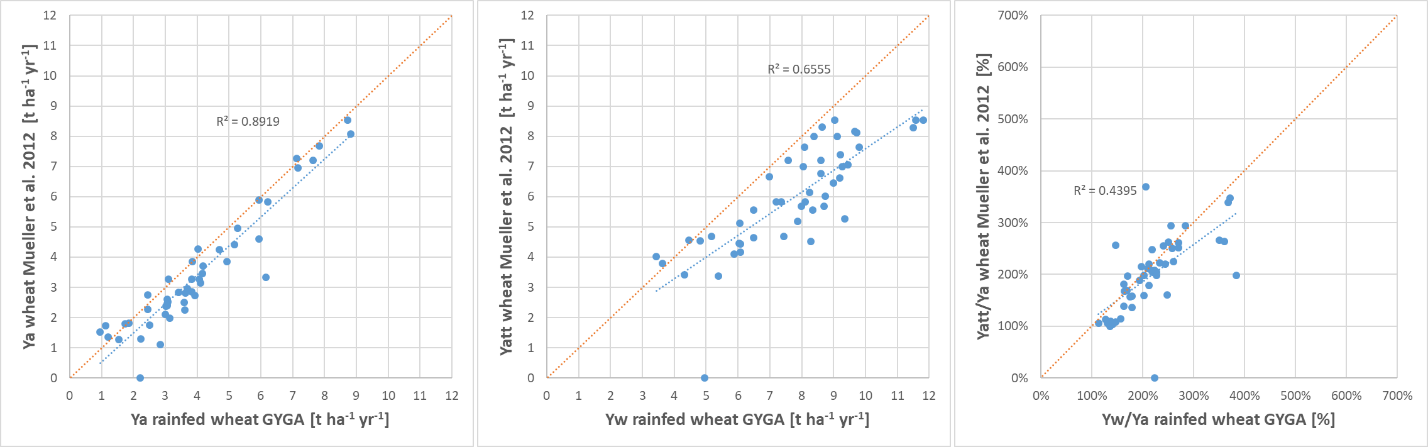 Ya wheat Mueller et al. 2012 [t ha⁻¹ yr⁻¹]
12
11
10
9
8
7
6
5
4
3
2
1
0
R² = 0.8919
0 1 2 3 4 5 6 7 8 9 10 11 12
Ya rainfed wheat GYGA [t ha⁻¹ yr⁻¹]
Yatt wheat Mueller et al. 2012 [t ha⁻¹ yr⁻¹]
12
11
10
9
8
7
6
5
4
3
2
1
0
R² = 0.6555
0 1 2 3 4 5 6 7 8 9 10 11 12
Yw rainfed wheat GYGA [t ha⁻¹ yr⁻¹]
Yatt/Ya wheat Mueller et al. 2012 [%]
700%
600%
500%
400%
300%
200%
100%
0%
R² = 0.4395
0% 100% 200% 300% 400% 500% 600% 700%
Yw/Ya rainfed wheat GYGA [%]